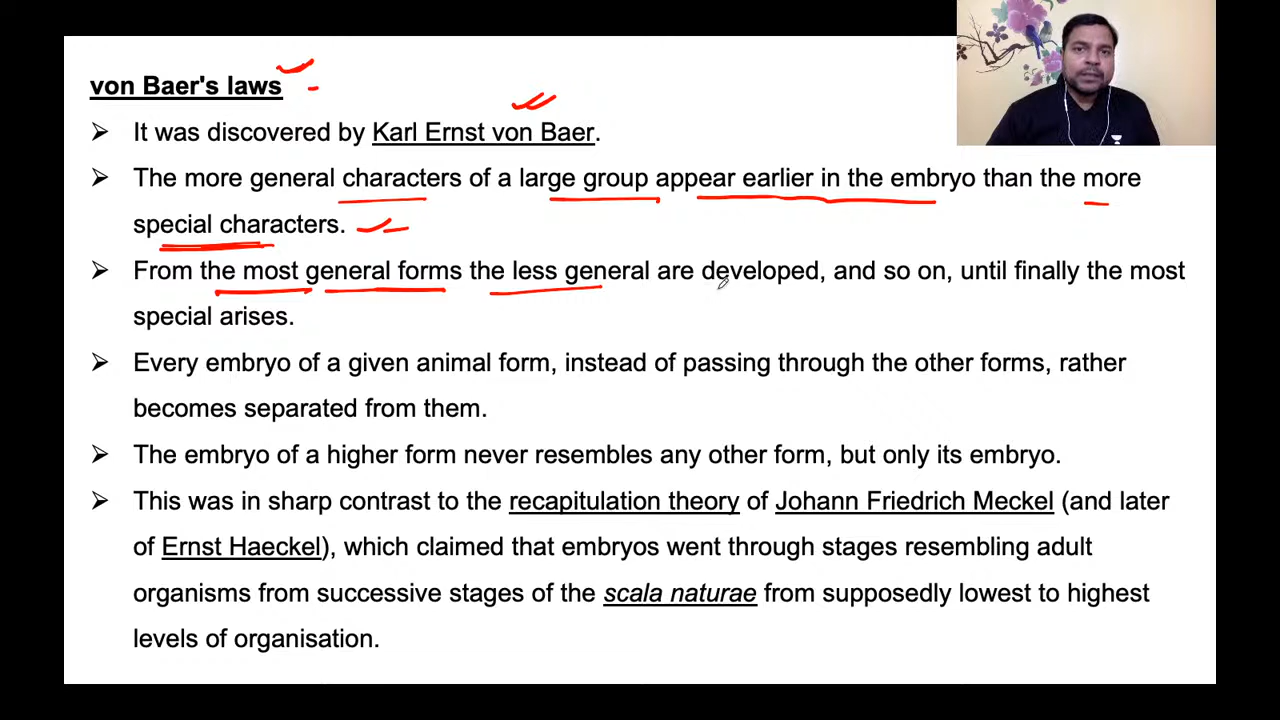 von Baer's laws
➢ It was discovered by Karl Ernst von Baer.
➢ The more general characters of a large group appear earlier in the embryo than the more
special characters.
➢ From the most general forms the less general are developed, and so on, until finally the most
special arises.
➢ Every embryo of a given animal form, instead of passing through the other forms, rather
becomes separated from them.
➢ The embryo of a higher form never resembles any other form, but only its embryo.
➢ This was in sharp contrast to the recapitulation theory of Johann Friedrich Meckel (and later
of Ernst Haeckel), which claimed that embryos went through stages resembling adult
organisms from successive stages of the scala naturae from supposedly lowest to highest
levels of organisation.